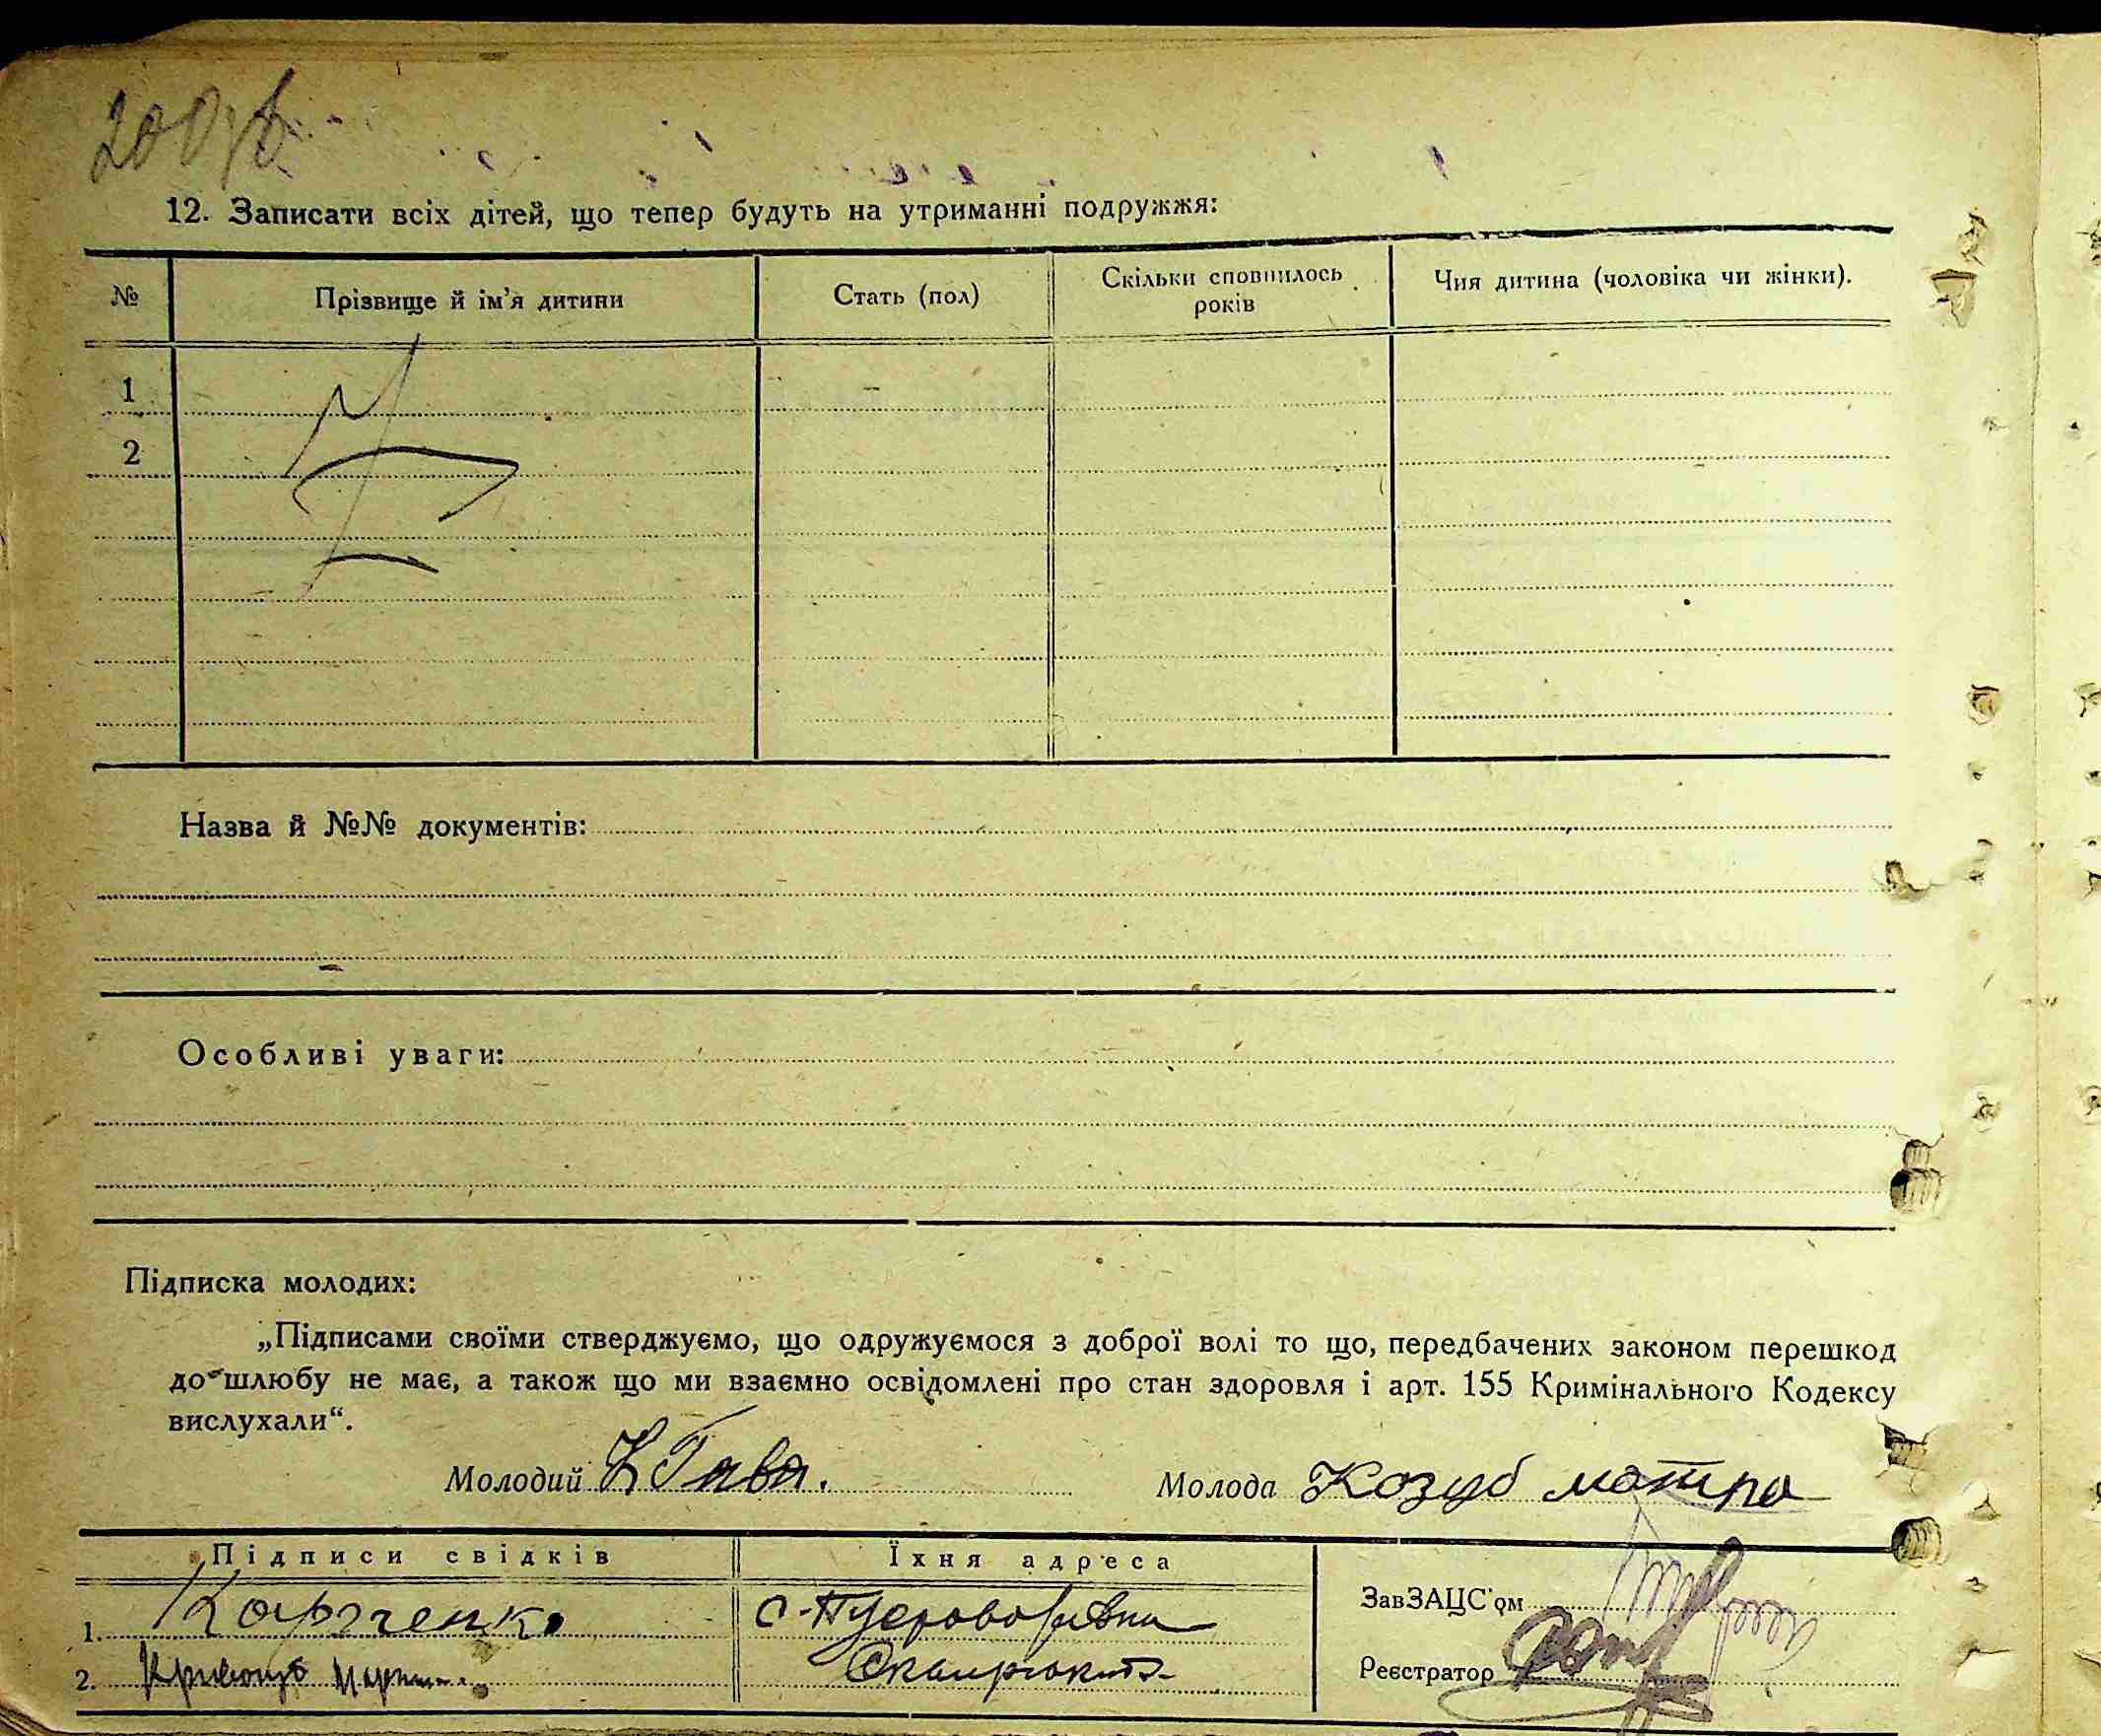 200
12. Записати всіх дітей, що тепер будуть на утриманні подружжя:
№ Прізвище й ім’я дитини Стать (пол) Скільки сповнилось років Чия дитина (чоловіка чи жінки).
1
2
Назва й №№ документів:
Особливі уваги:
Підписка молодих:
„Підписами своїми стверджуємо, що одружуємося з доброї волі то що, передбачених законом перешкод
до шлюбу не має, а також що ми взаємно освідомлені про стан здоровля і арт. 155 Кримінального Кодексу
вислухали“.
Молодий К Гава. Молода Козуб мотра
Підписи свідків Їхня адреса
ЗавЗАЦС’ом
1. Харченко с.
2.
Реєстратор